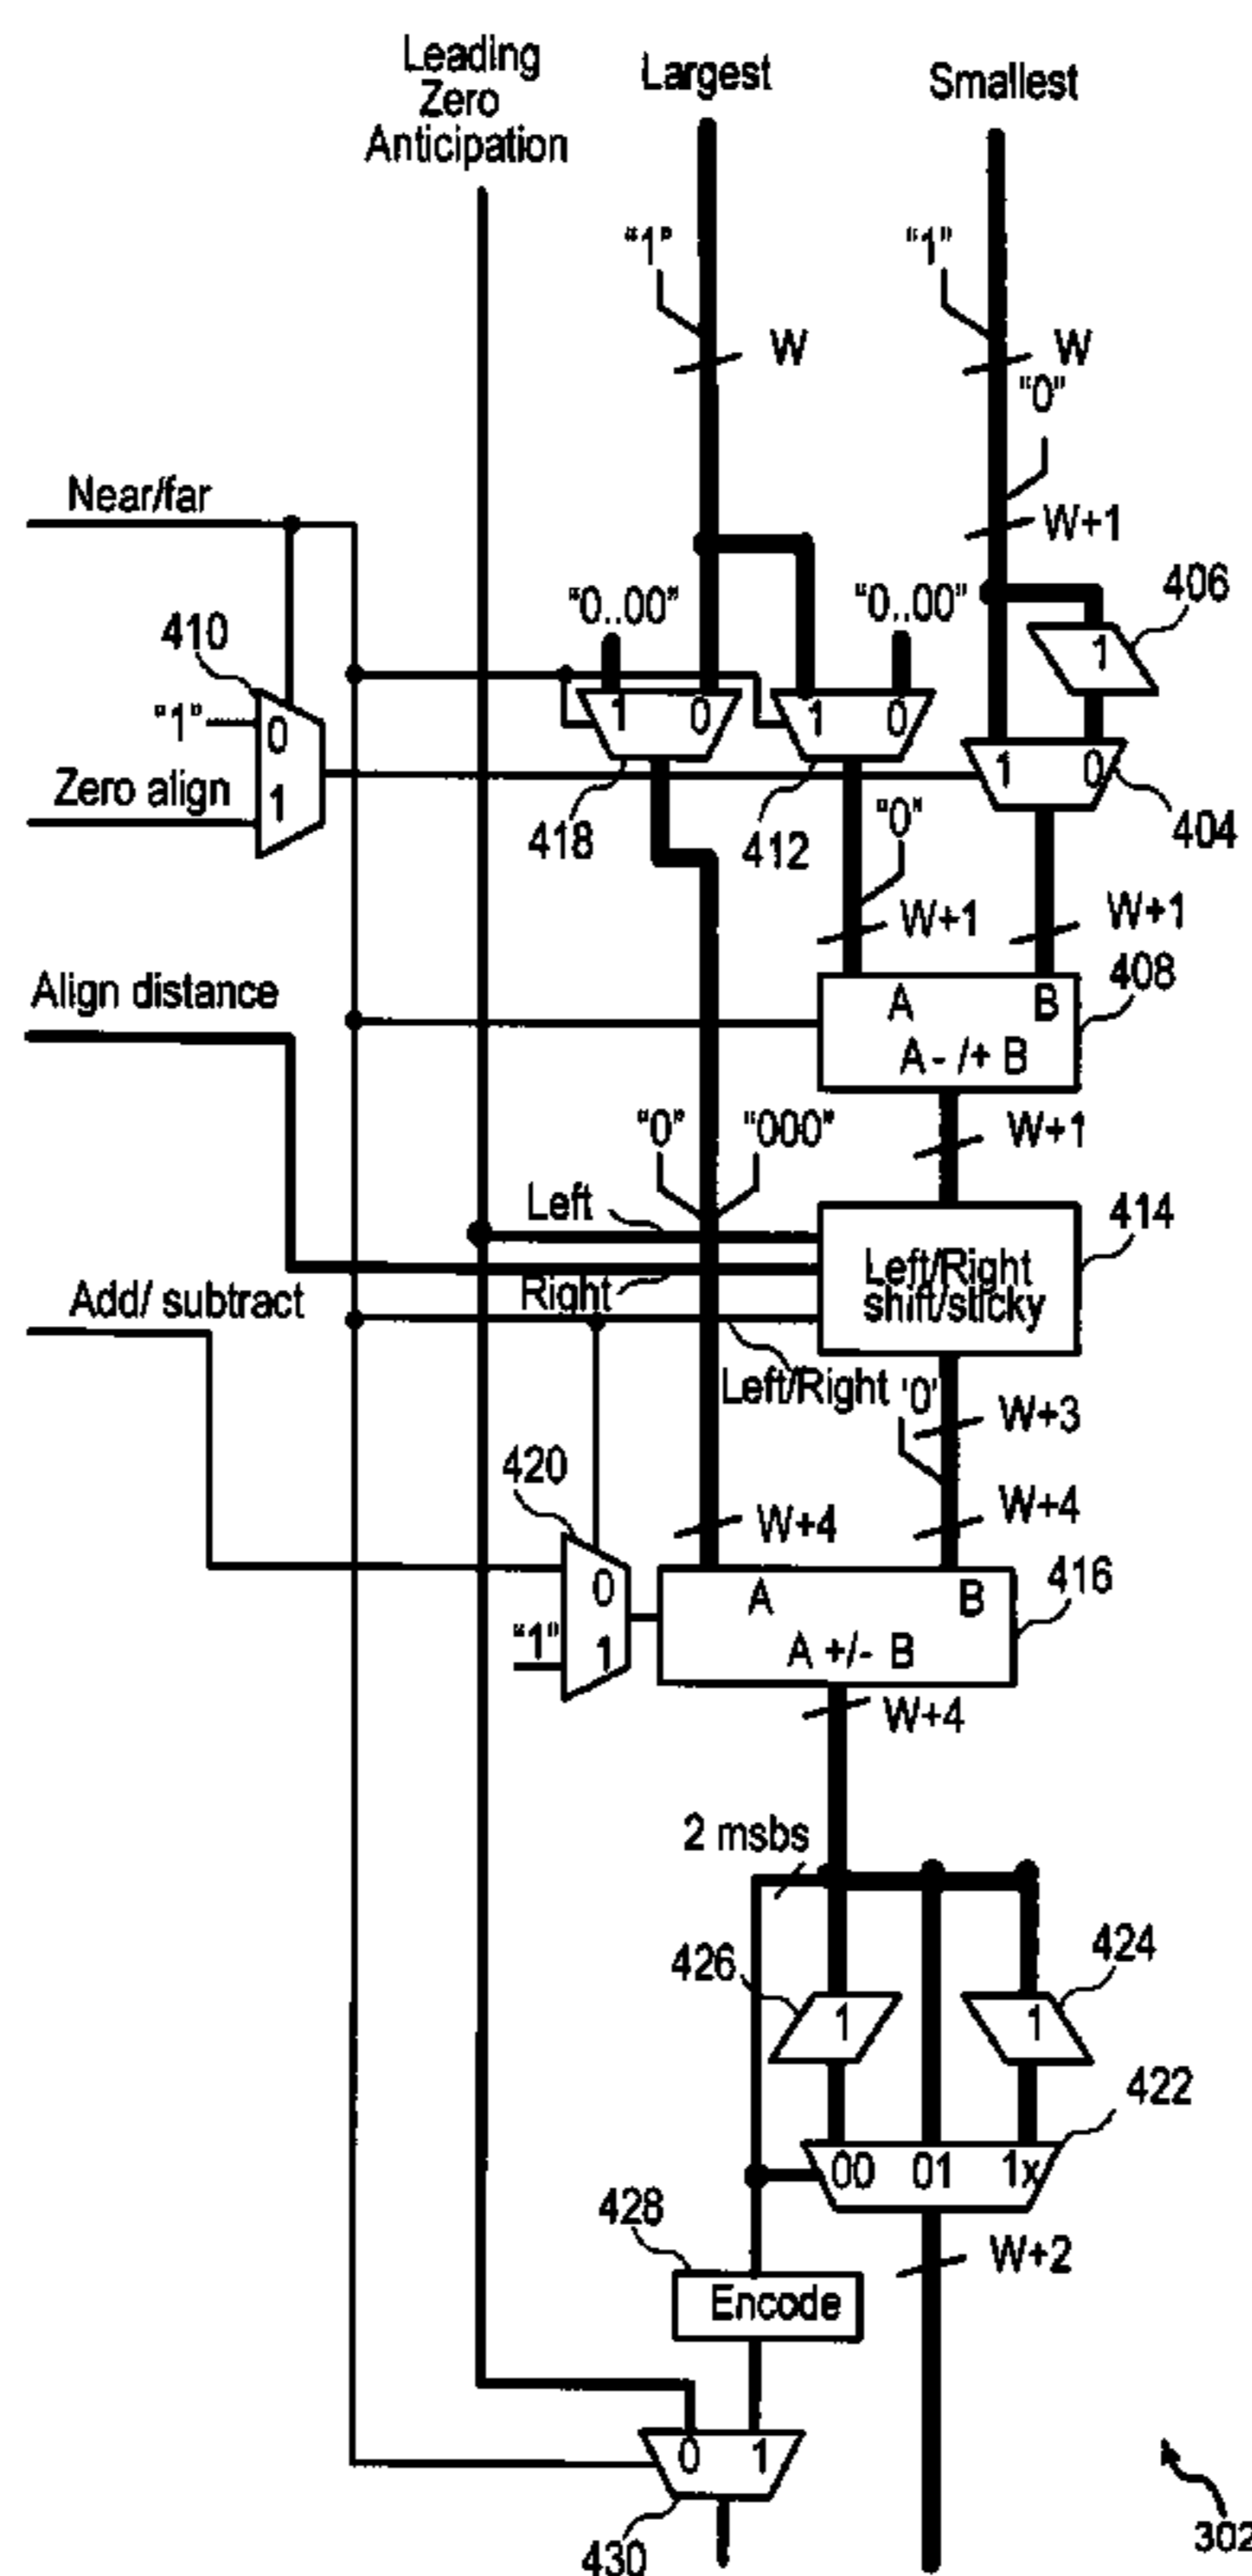 Leading
Zero
Anticipation
Largest
Smallest
"1"
"1"
W
W
"0"
Near/far
W+1
406
"0..00"
"0..00"
410
1
"1"
0
1
0
1
0
1
0
Zero align
1
418
412
"0"
404
W+1
W+1
Align distance
408
A
B
A - /+ B
"0"
"000"
W+1
Left
414
Left/Right
shift/sticky
Right
Add/ subtract
Left/Right
'0'
W+3
420
W+4
W+4
416
0
A
B
"1"
1
A +/- B
W+4
2 msbs
426
424
1
1
422
00
01
1x
428
W+2
Encode
0
1
430
302